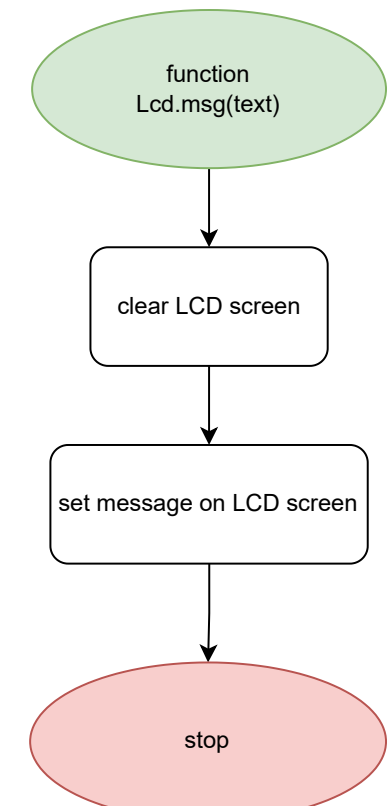 function
Lcd.msg(text)
clear LCD screen
set message on LCD screen
stop